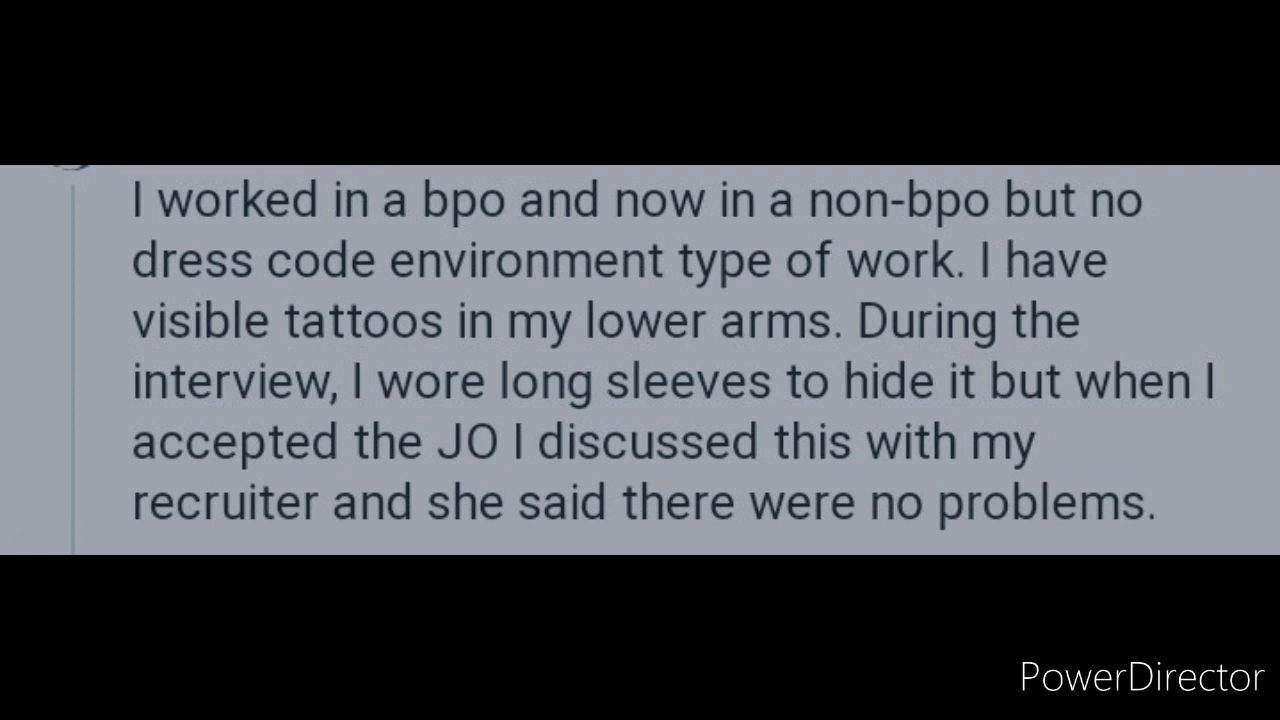 I worked in a bpo and now in a non-bpo but no
dress code environment type of work. I have
visible tattoos in my lower arms. During the
interview, I wore long sleeves to hide it but when I
accepted the JO I discussed this with my
recruiter and she said there were no problems.
PowerDirector